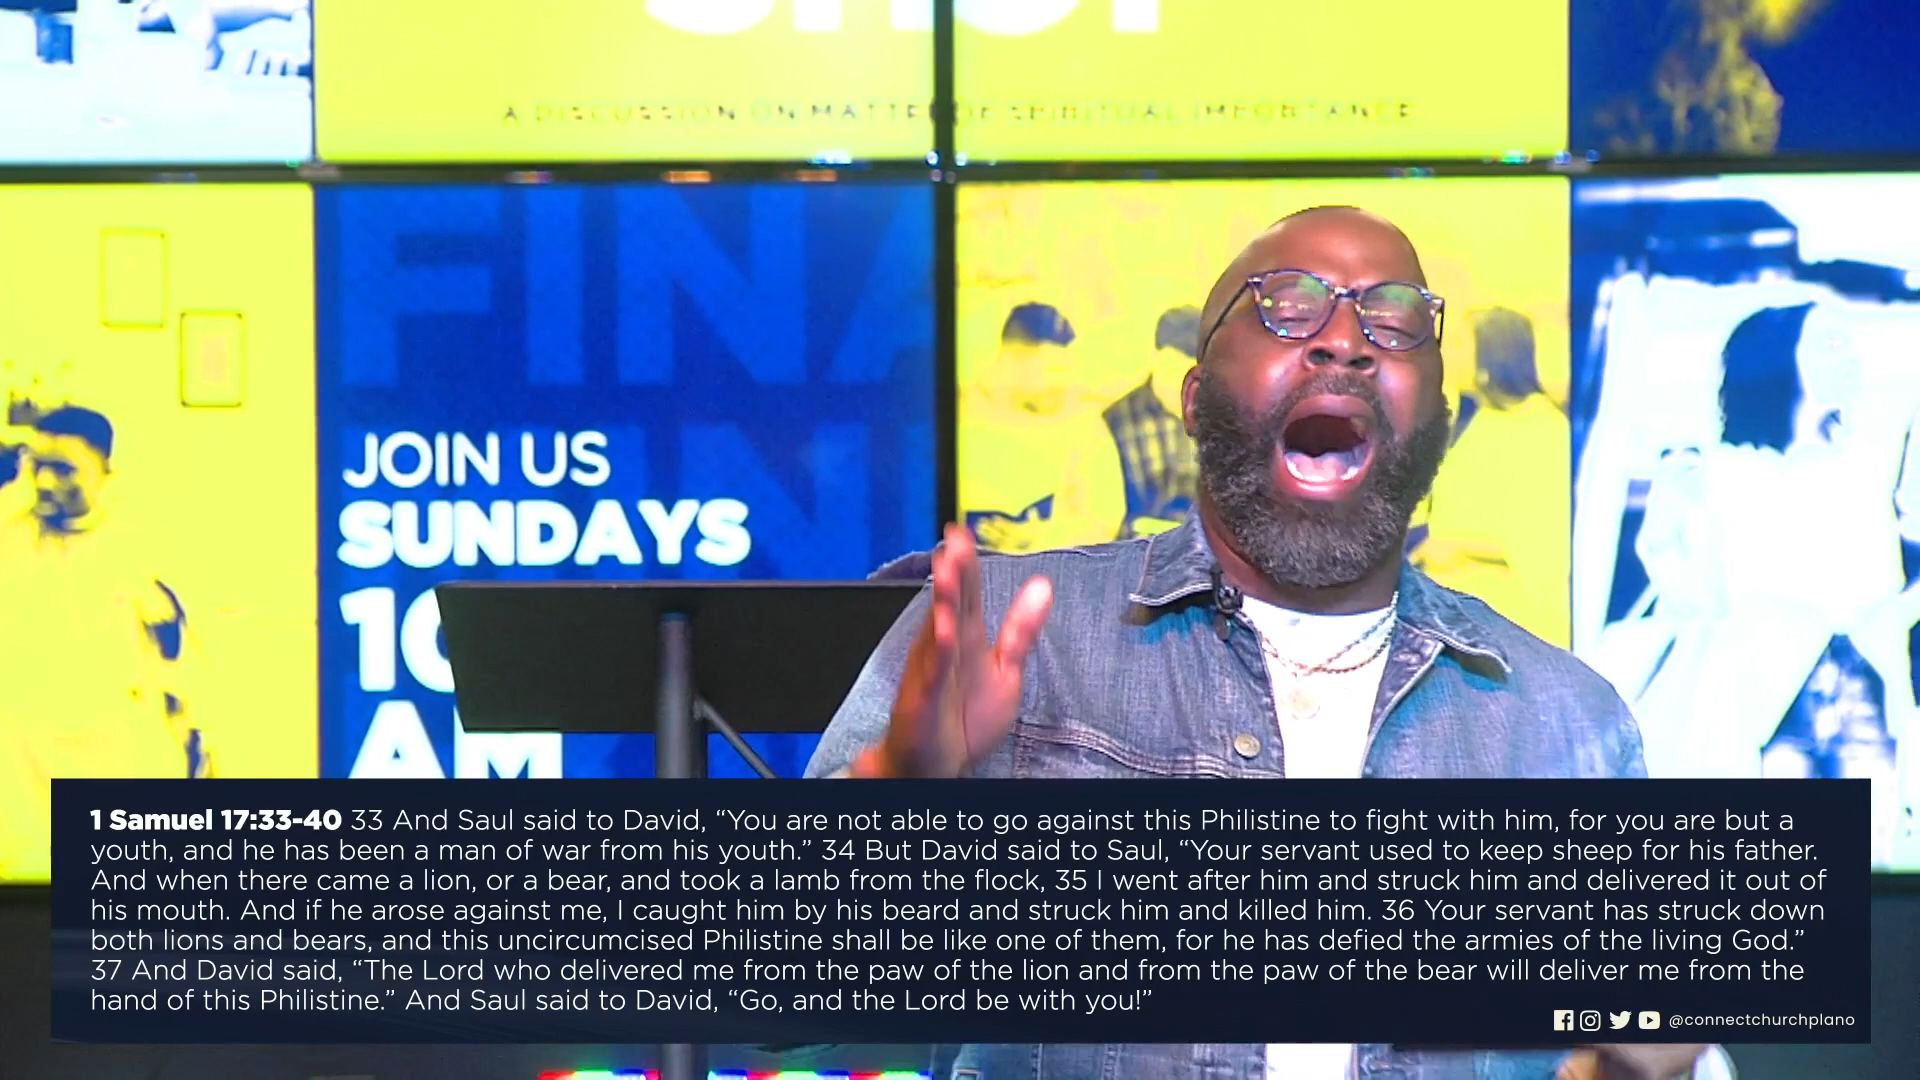 A DISCUSSION ON MATTE OF SPIRITUAL IMPORTANCE
FINA
JOIN US
SUNDAYS
10
AM
1 Samuel 17:33-40 33 And Saul said to David, “You are not able to go against this Philistine to fight with him, for you are but a
youth, and he has been a man of war from his youth.” 34 But David said to Saul, “Your servant used to keep sheep for his father.
And when there came a lion, or a bear, and took a lamb from the flock, 35 I went after him and struck him and delivered it out of
his mouth. And if he arose against me, I caught him by his beard and struck him and killed him. 36 Your servant has struck down
both lions and bears, and this uncircumcised Philistine shall be like one of them, for he has defied the armies of the living God.”
37 And David said, “The Lord who delivered me from the paw of the lion and from the paw of the bear will deliver me from the
hand of this Philistine.” And Saul said to David, “Go, and the Lord be with you!”
@connectchurchplano